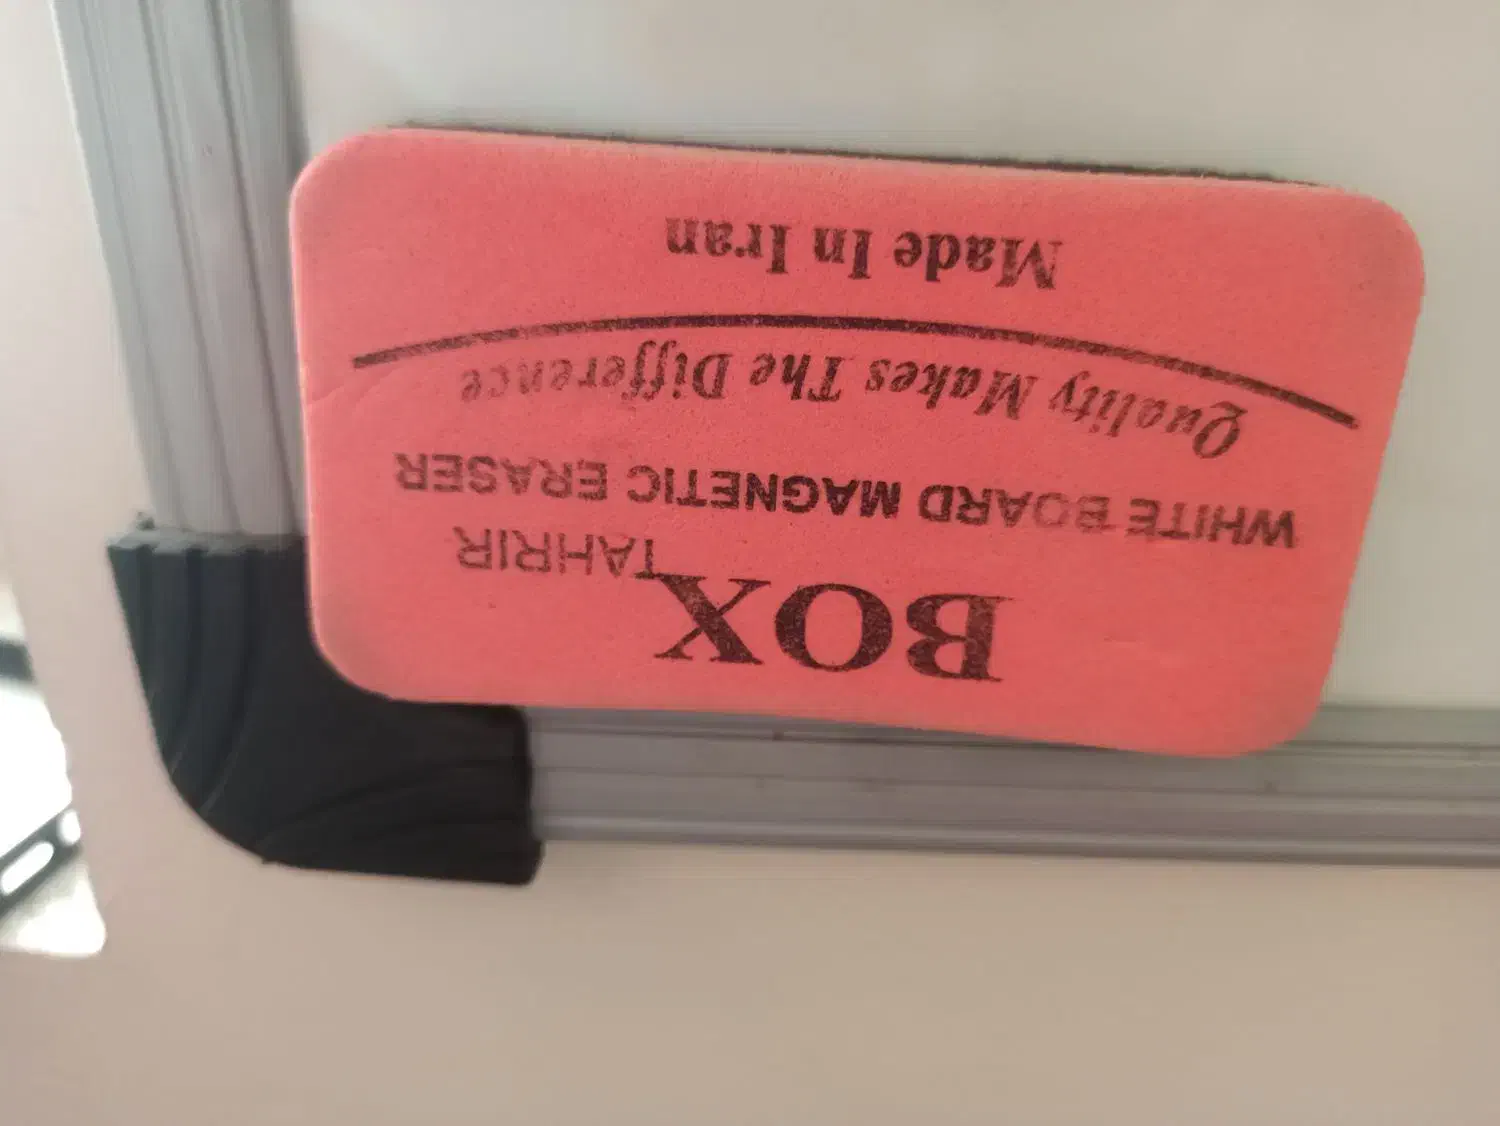 BOX
TAHRIR
WHITE BOARD MAGNETIC ERASER
Quality Makes The Difference
Made In Iran